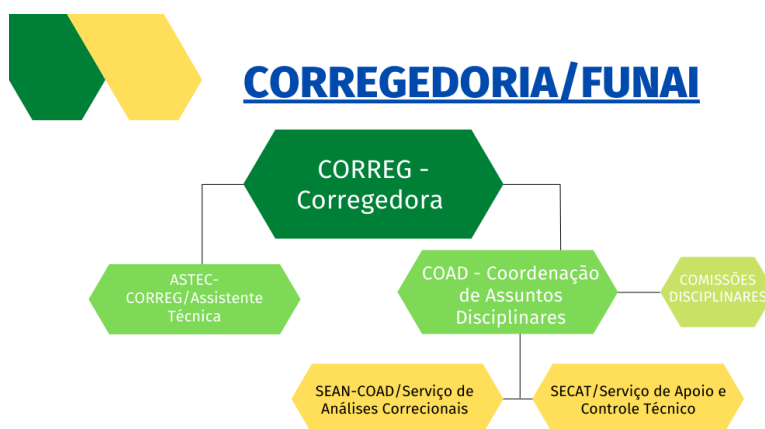 CORREGEDORIA/FUNAI
CORREG -
Corregedora
ASTEC-
CORREG/Assistente
Técnica
COAD - Coordenação
de Assuntos
Disciplinares
COMISSÕES
DISCIPLINARES
SEAN-COAD/Serviço de
Análises Correcionais
SECAT/Serviço de Apoio e
Controle Técnico